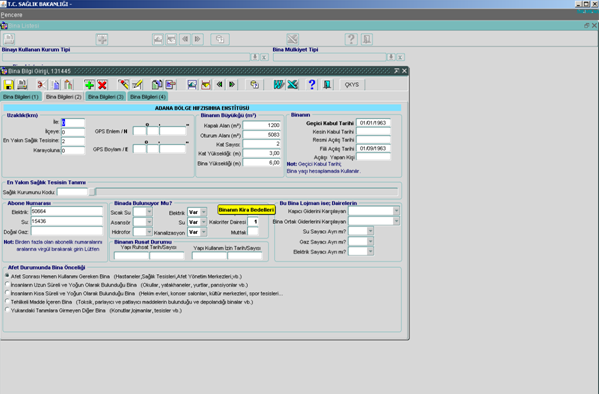 T.C. SAĞLIK BAKANLIĞI -
Pencere
Binayı Kullanan Kurum Tipi
Bina Mülkiyet Tipi
Bina Bilgi Girişi, 131445
ÇKYS
Bina Bilgileri (1)
Bina Bilgileri (2)
Bina Bilgileri (3)
Bina Bilgileri (4)
ADANA BÖLGE HIFZISIHHA ENSTİTÜSÜ
Uzaklık(km)
İle: 0
İlçeye: 0
En Yakın Sağlık Tesisine: 2
Karayoluna: 0
GPS Enlem / N
GPS Boylam / E
Binanın Büyüklüğü (m²)
Kapalı Alan (m²) 1200
Oturum Alanı (m²) 5083
Kat Sayısı: 2
Kat Yüksekliği (m) 3,00
Bina Yüksekliği (m) 6,00
Binanın
Geçici Kabul Tarihi 01/01/1963
Kesin Kabul Tarihi
Resmi Açılış Tarihi
Fiili Açılış Tarihi 01/09/1963
Açılışı Yapan Kişi
Not: Geçici Kabul Tarihi;
Bina yaşı hesaplamada Kullanılır.
En Yakın Sağlık Tesisinin Tanımı
Sağlık Kurumunu Kodu:
Abone Numarası
Elektrik: 50664
Su: 15436
Doğal Gaz:
Not: Birden fazla olan abonelik numaralarını
aralarına virgül bırakarak girin Lütfen.
Binada Bulunuyor Mu?
Sıcak Su
Elektrik Var
Asansör
Su Var
Hidrofor
Kanalizasyon Var
Binanın Kira Bedelleri
Kalorifer Dairesi 1
Mutfak
Binanın Rusat Durumu
Yapı Ruhsat Tarih/Sayısı
Yapı Kullanım İzin Tarih/Sayısı
Bu Bina Lojman ise; Dairelerin
Kapıcı Giderini Karşılayan
Bina Ortak Giderlerini Karşılayan
Su Sayacı Ayrı mı?
Gaz Sayacı Ayrı mı?
Elektrik Sayacı Ayrı mı?
Afet Durumunda Bina Önceliği
Afet Sonrası Hemen Kullanımı Gereken Bina (Hastaneler,Sağlık Tesisleri,Afet Yönetim Merkezleri,vb.)
İnsanların Uzun Süreli ve Yoğun Olarak Bulunduğu Bina (Okullar, yatakhaneler, yurtlar, pansiyonlar vb.)
İnsanların Kısa Süreli ve Yoğun Olarak Bulunduğu Bina (Hekim evleri, konser salonları, kültür merkezleri, spor tesisleri...
Tehlikeli Madde İçeren Bina (Toksik, parlayıcı ve patlayıcı maddelerin bulunduğu ve depolandığı binalar vb.)
Yukarıdaki Tanımlara Girmeyen Diğer Bina (Konutlar,lojmanlar, tesisler vb.)